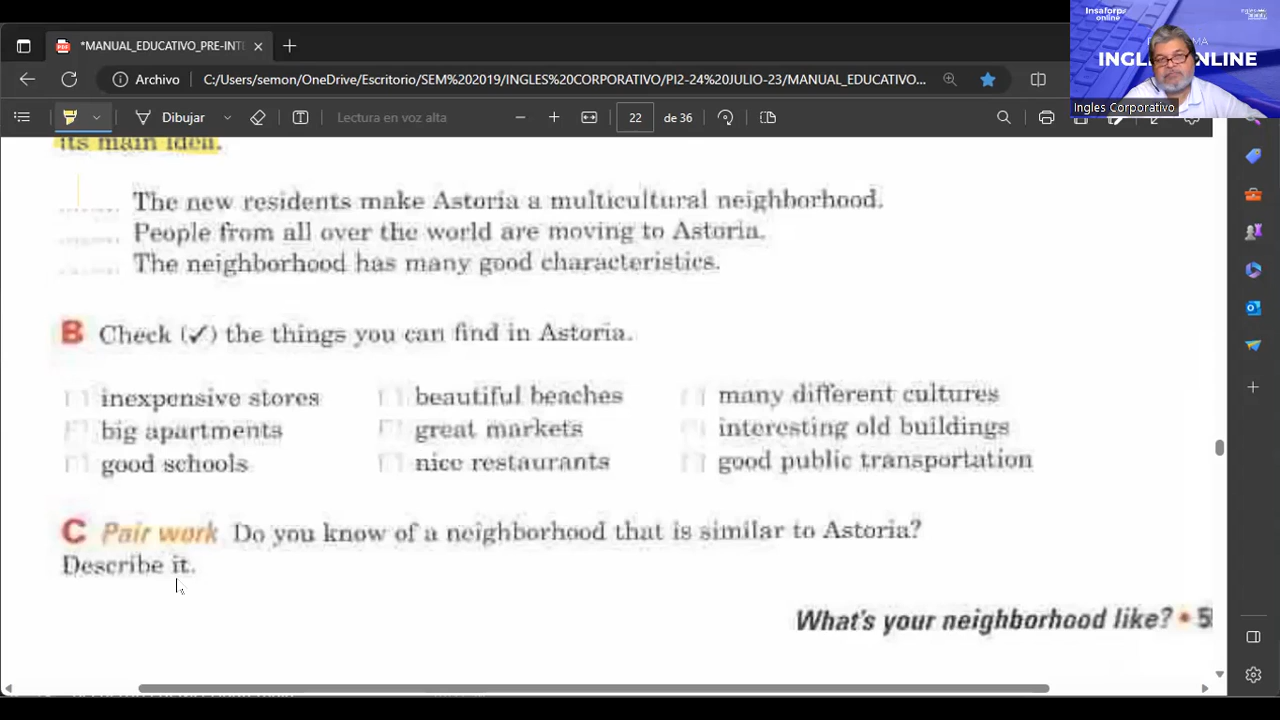 *MANUAL_EDUCATIVO_PRE-INT
Archivo
C:/Users/semon/OneDrive/Escritorio/SEM%202019/INGLES%20CORPORATIVO/PI2-24%20JULIO-23/MANUAL_EDUCATIVO...
Insaforp
online
INGL ONLINE
Ingles Corporativo
Dibujar
Lectura en voz alta
22
de 36
its main idea.
The new residents make Astoria a multicultural neighborhood.
People from all over the world are moving to Astoria.
The neighborhood has many good characteristics.
B Check (✓) the things you can find in Astoria.
inexpensive stores beautiful beaches many different cultures
big apartments great markets interesting old buildings
good schools nice restaurants good public transportation
C Pair work Do you know of a neighborhood that is similar to Astoria?
Describe it.
What's your neighborhood like? • 5